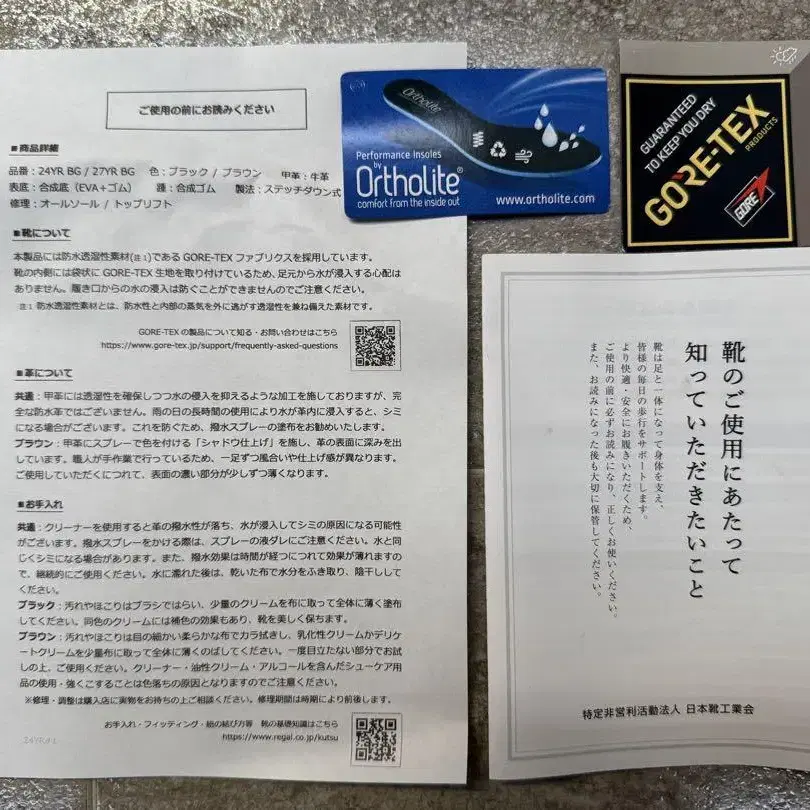 ご使用の前にお読みください
■商品詳細
品番：24YR BG / 27YR BG　色：ブラック / ブラウン　甲革：牛革
表底：合成底（EVA+ゴム）　踵：合成ゴム　製法：ステッチダウン式
修理：オールソール / トップリフト
■靴について
本製品には防水透湿性素材(注1)である GORE-TEX ファブリクスを採用しています。
靴の内側には袋状に GORE-TEX 生地を取り付けているため、足元から水が浸入する心配は
ありません。履き口からの水の浸入は防ぐことができませんのでご注意ください。
注1 防水透湿性素材とは、防水性と内部の蒸気を外に逃がす透湿性を兼ね備えた素材です。
GORE-TEX の製品について知る・お問い合わせはこちら
https://www.gore-tex.jp/support/frequently-asked-questions
■革について
共通：甲革には透湿性を確保しつつ水の侵入を抑えるような加工を施しておりますが、完
全な防水革ではございません。雨の日の長時間の使用により水が革内に浸入すると、シミ
になる場合がございます。これを防ぐため、撥水スプレーの塗布をお勧めいたします。
ブラウン：甲革にスプレーで色を付ける「シャドウ仕上げ」を施し、革の表面に深みを出
しています。職人が手作業で行っているため、一足ずつ風合いや仕上げ感が異なります。
ご使用していただくにつれて、表面の濃い部分が少しずつ薄くなります。
■お手入れ
共通：クリーナーを使用すると革の撥水性が落ち、水が浸入してシミの原因になる可能性
がございます。撥水スプレーをかける際は、スプレーの液ダレにご注意ください。水と同
じくシミになる場合があります。また、撥水効果は時間が経つにつれて効果が薄れますの
で、継続的にご使用ください。水に濡れた後は、乾いた布で水分をふき取り、陰干ししてく
ださい。
ブラック：汚れやほこりはブラシではらい、少量のクリームを布に取って全体に薄く塗布
してください。同色のクリームには補色の効果もあり、靴を美しく保ちます。
ブラウン：汚れやほこりは目の細かい柔らかな布でカラ拭きし、乳化性クリームかデリケ
ートクリームを少量布に取って全体に薄くのばしてください。一度目立たない部分でお試
しの上、ご使用ください。クリーナー・油性クリーム・アルコールを含んだシューケア用
品の使用・強くこすることは色落ちの原因となりますのでご注意ください。
※修理・調整は購入店に実物をお持ちの上ご相談ください。修理期間は時期により前後します。
お手入れ・フィッティング・紐の結び方等　靴の基礎知識はこちら
https://www.regal.co.jp/kutsu
Ortholite
Performance Insoles
by
Ortholite®
comfort from the inside out
www.ortholite.com
GUARANTEED
TO KEEP YOU DRY
GORE-TEX
PRODUCTS
GORE
靴のご使用にあたって
知っていただきたいこと
靴は足と一体になって身体を支え、
皆様の毎日の歩行をサポートします。
より快適・安全にお履きいただくため、
ご使用の前に必ずお読みになり、正しくお使いください。
また、お読みになった後も大切に保管してください。
特定非営利活動法人 日本靴工業会